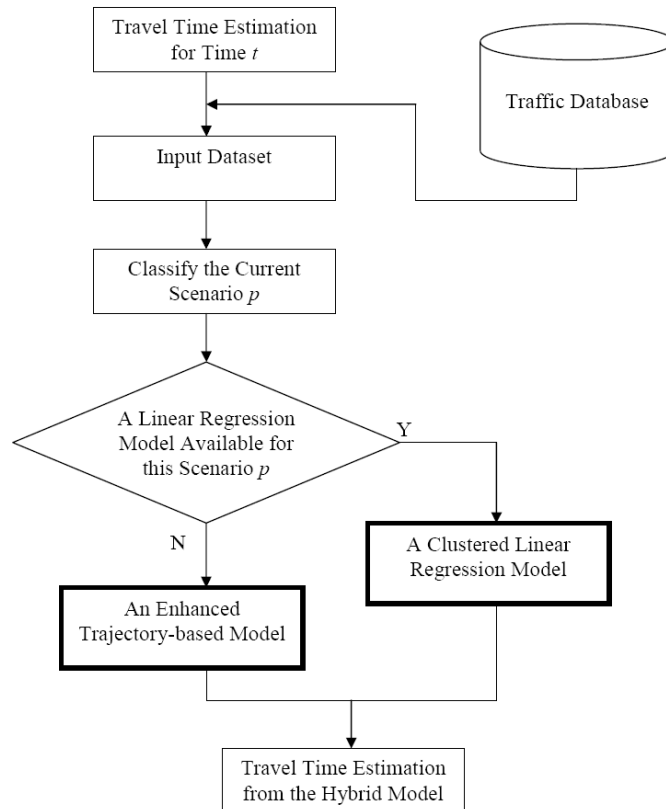 Travel Time Estimation
for Time t
Traffic Database
Input Dataset
Classify the Current
Scenario p
A Linear Regression
Model Available for
this Scenario p
Y
N
A Clustered Linear
Regression Model
An Enhanced
Trajectory-based Model
Travel Time Estimation
from the Hybrid Model